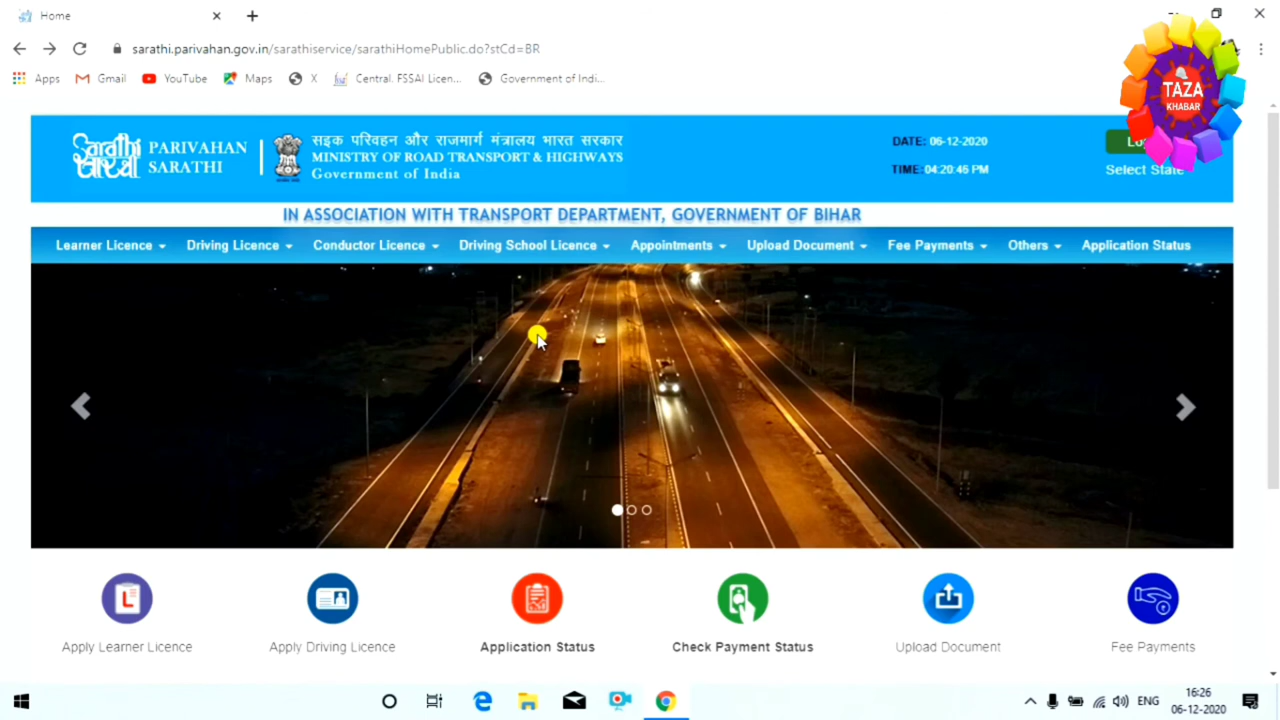 Home
sarathi.parivahan.gov.in/sarathiservice/sarathiHomePublic.do?stCd=BR
Apps Gmail YouTube Maps X Central. FSSAI Licen... Government of Indi...
TAZA
KHABAR
सड़क परिवहन और राजमार्ग मंत्रालय भारत सरकार
PARIVAHAN
SARATHI
MINISTRY OF ROAD TRANSPORT & HIGHWAYS
Government of India
DATE: 06-12-2020
TIME:04:20:46 PM
Select State
IN ASSOCIATION WITH TRANSPORT DEPARTMENT, GOVERNMENT OF BIHAR
Learner Licence Driving Licence Conductor Licence Driving School Licence Appointments Upload Document Fee Payments Others Application Status
L
Apply Learner Licence Apply Driving Licence Application Status Check Payment Status Upload Document Fee Payments
ENG
16:26
06-12-2020